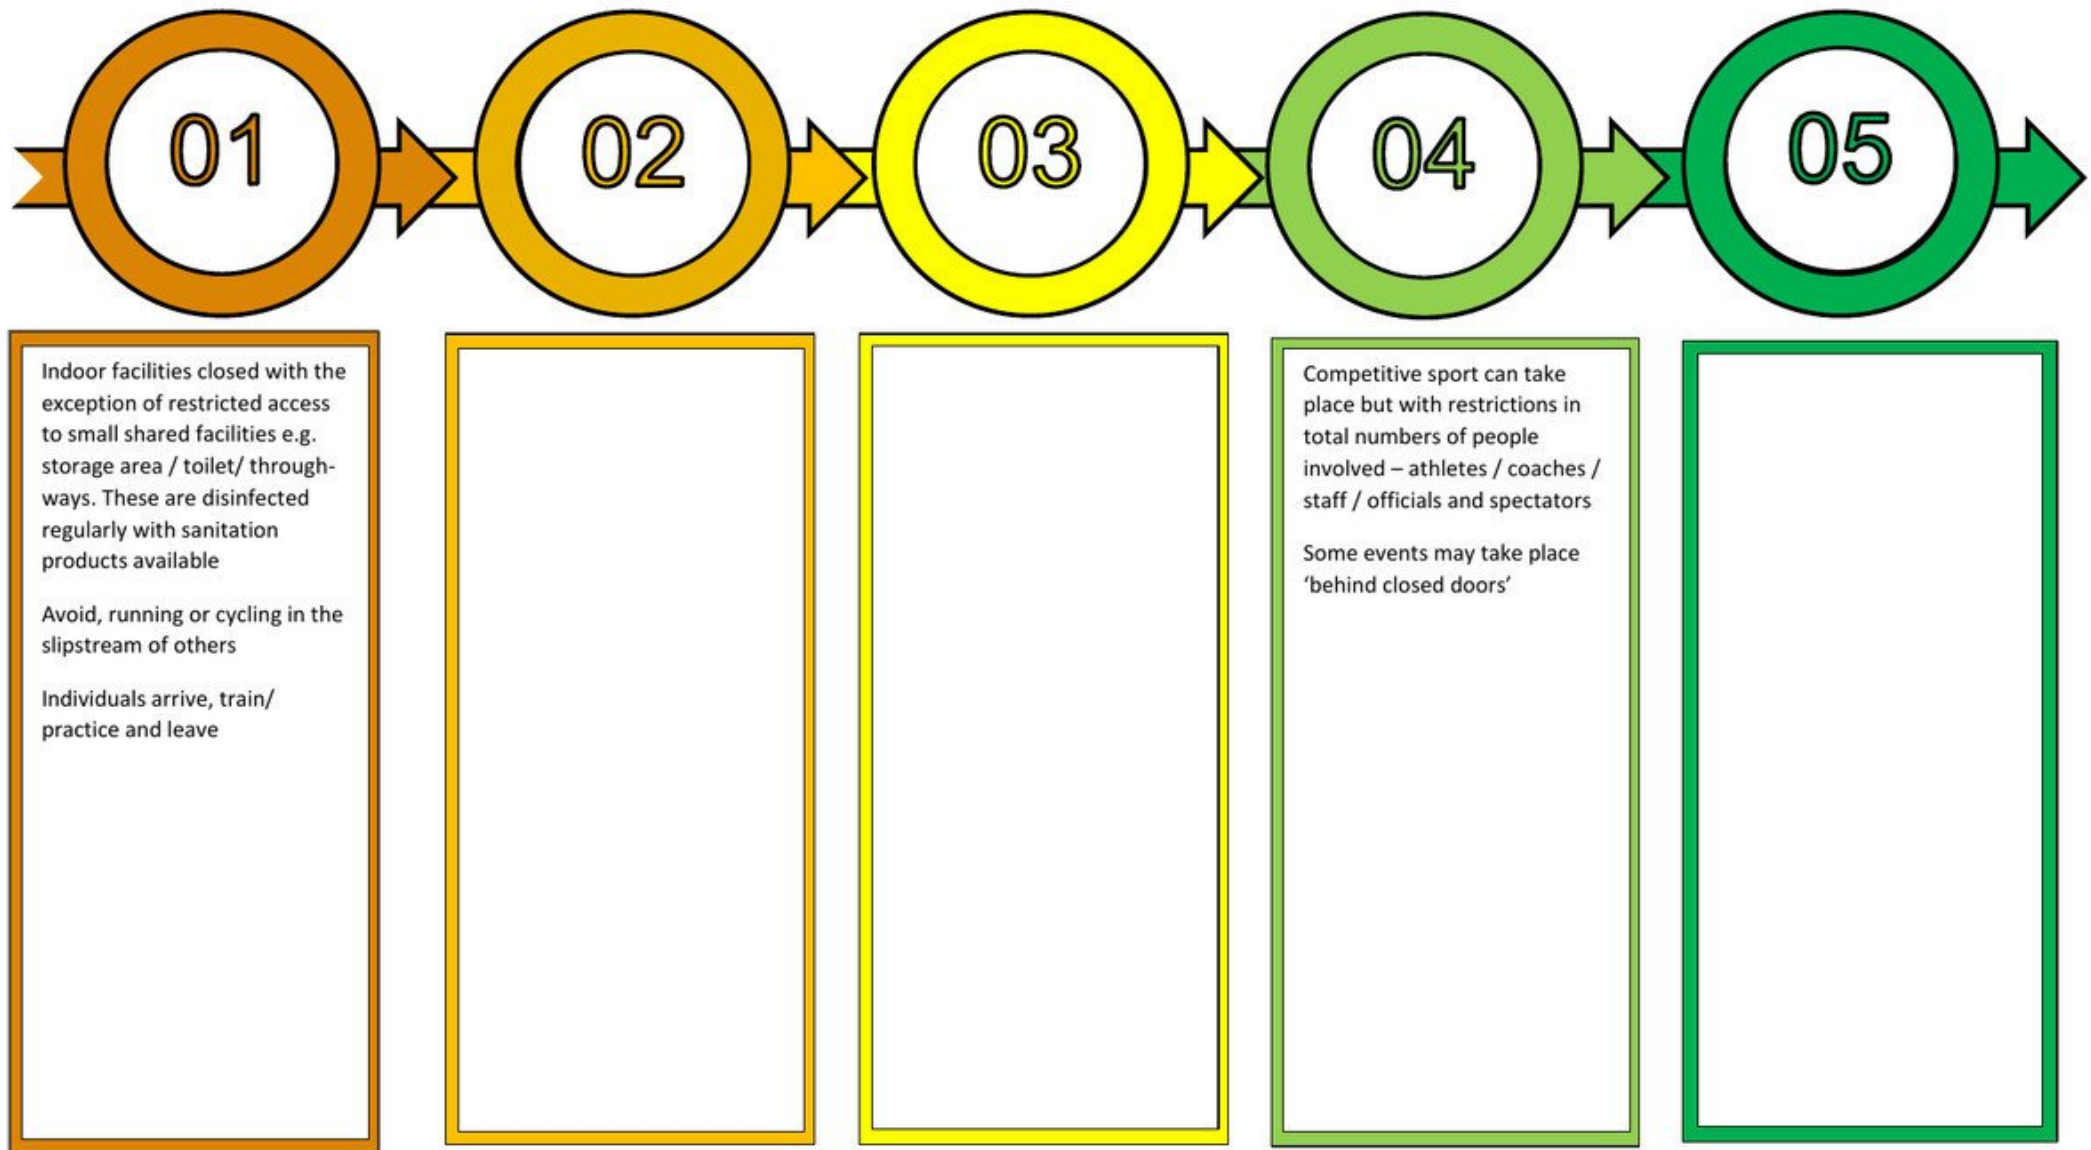 01
02
03
04
05
Indoor facilities closed with the
exception of restricted access
to small shared facilities e.g.
storage area / toilet/ through-
ways. These are disinfected
regularly with sanitation
products available
Avoid, running or cycling in the
slipstream of others
Individuals arrive, train/
practice and leave
Competitive sport can take
place but with restrictions in
total numbers of people
involved – athletes / coaches /
staff / officials and spectators
Some events may take place
‘behind closed doors’